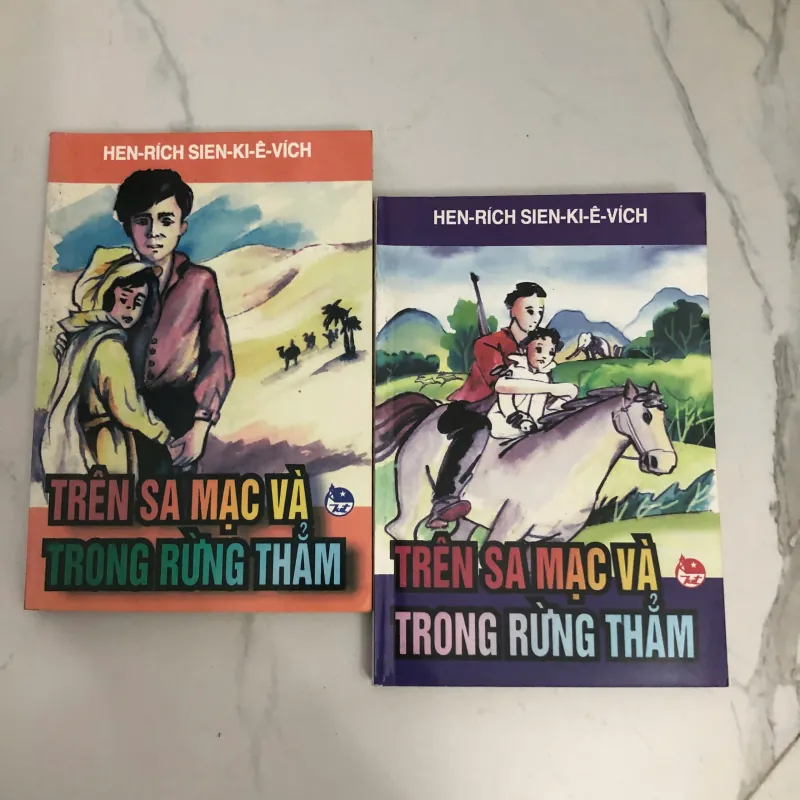 HEN-RÍCH SIEN-KI-Ê-VÍCH
TRÊN SA MẠC VÀ
TRONG RỪNG THẲM
HEN-RÍCH SIEN-KI-Ê-VÍCH
TRÊN SA MẠC VÀ
TRONG RỪNG THẲM